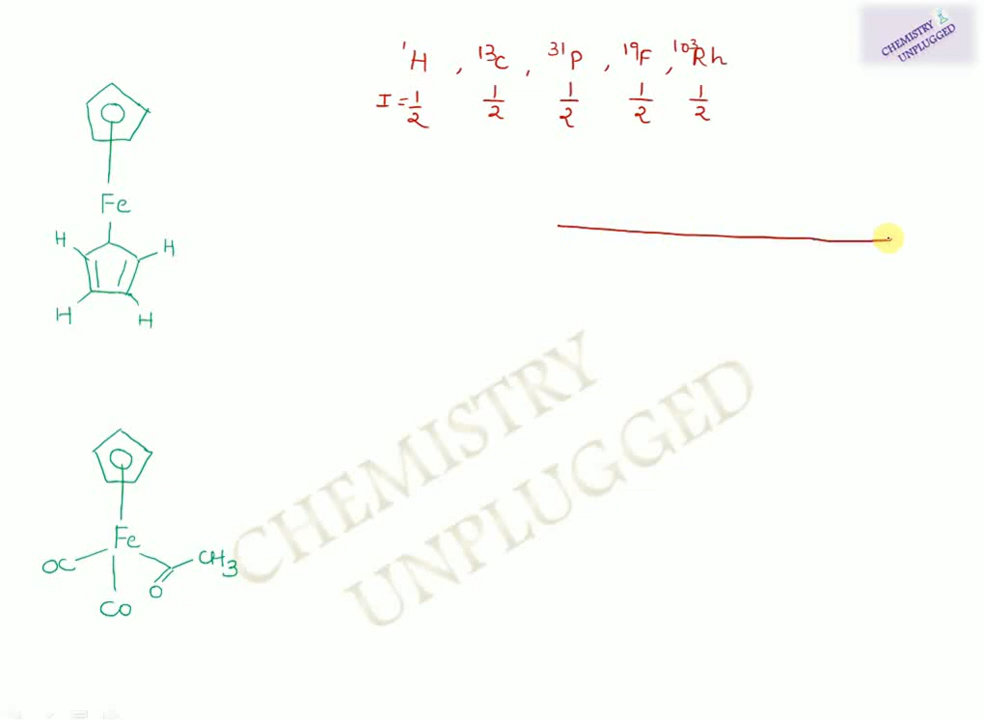 CHEMISTRY
UNPLUGGED
¹H , ¹³C , ³¹P , ¹⁹F , ¹⁰³Rh
I = 1/2 1/2 1/2 1/2 1/2
Fe
H H
H H
Fe
OC CH₃
O
CO
CHEMISTRY
UNPLUGGED